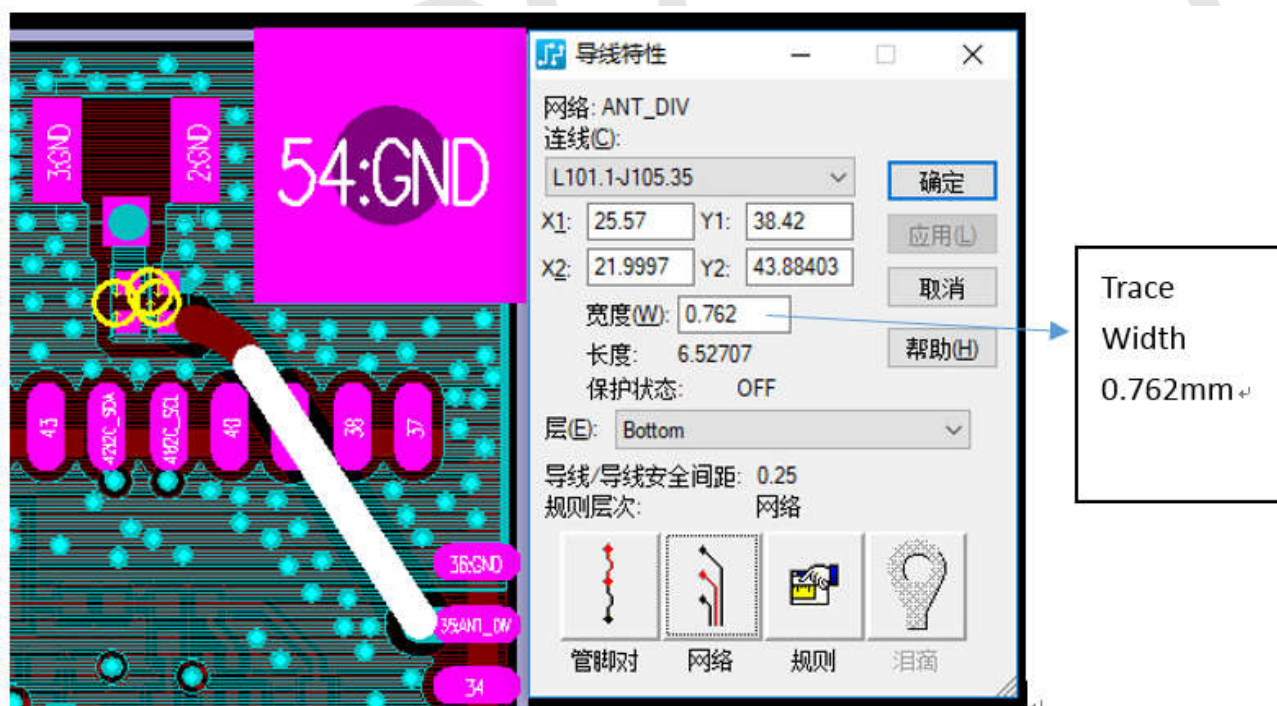 3:GND
2:GND
54:GND
43
42I2C_SDA
41I2C_SCL
40
38
37
36:GND
35:ANT_DIV
34
导线特性
网络: ANT_DIV
连线(C):
L101.1-J105.35
确定
X1: 25.57 Y1: 38.42
应用(L)
X2: 21.9997 Y2: 43.88403
取消
宽度(W): 0.762
长度: 6.52707
帮助(H)
保护状态: OFF
层(E): Bottom
导线/导线安全间距: 0.25
规则层次: 网络
管脚对 网络 规则 泪滴
Trace
Width
0.762mm